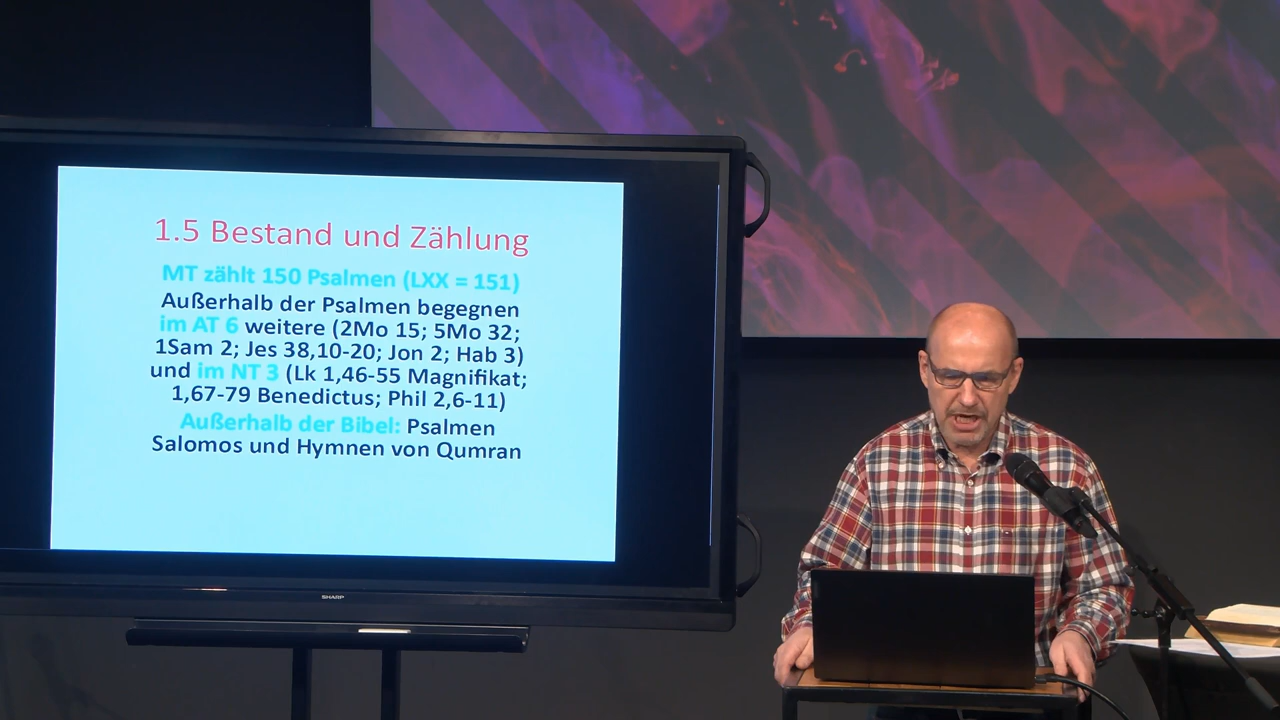 1.5 Bestand und Zählung
MT zählt 150 Psalmen (LXX = 151)
Außerhalb der Psalmen begegnen
im AT 6 weitere (2Mo 15; 5Mo 32;
1Sam 2; Jes 38,10-20; Jon 2; Hab 3)
und im NT 3 (Lk 1,46-55 Magnifikat;
1,67-79 Benedictus; Phil 2,6-11)
Außerhalb der Bibel: Psalmen
Salomos und Hymnen von Qumran
SHARP